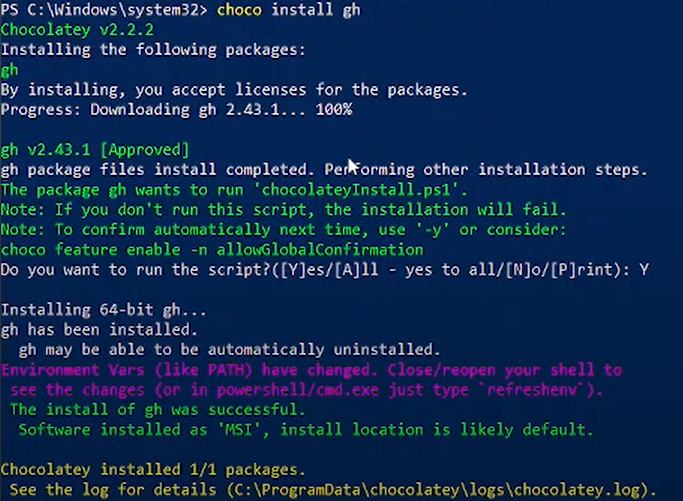 PS C:\Windows\system32> choco install gh
Chocolatey v2.2.2
Installing the following packages:
gh
By installing, you accept licenses for the packages.
Progress: Downloading gh 2.43.1... 100%
gh v2.43.1 [Approved]
gh package files install completed. Performing other installation steps.
The package gh wants to run 'chocolateyInstall.ps1'.
Note: If you don't run this script, the installation will fail.
Note: To confirm automatically next time, use '-y' or consider:
choco feature enable -n allowGlobalConfirmation
Do you want to run the script?([Y]es/[A]ll - yes to all/[N]o/[P]rint): Y
Installing 64-bit gh...
gh has been installed.
gh may be able to be automatically uninstalled.
Environment Vars (like PATH) have changed. Close/reopen your shell to
see the changes (or in powershell/cmd.exe just type `refreshenv`).
The install of gh was successful.
Software installed as 'MSI', install location is likely default.
Chocolatey installed 1/1 packages.
See the log for details (C:\ProgramData\chocolatey\logs\chocolatey.log).